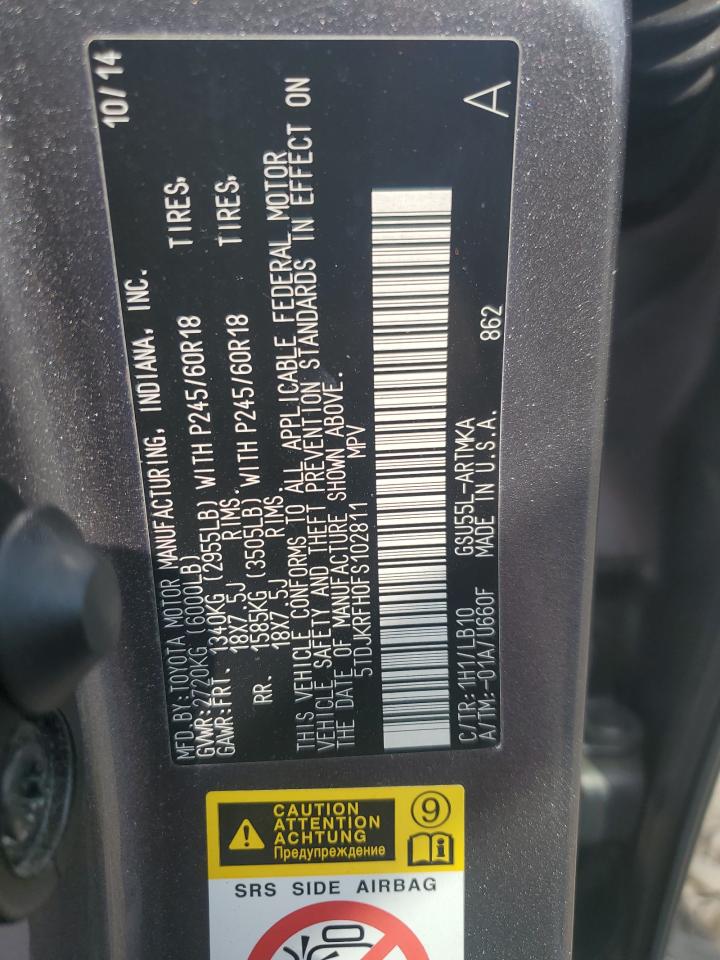 10/14
MFD.BY:TOYOTA MOTOR MANUFACTURING, INDIANA, INC.
GVWR:2720KG (6000LB)
GAWR:FRT. 1340KG (2955LB) WITH P245/60R18 TIRES,
18X7.5J RIMS.
RR. 1585KG (3505LB) WITH P245/60R18 TIRES,
18X7.5J RIMS.
THIS VEHICLE CONFORMS TO ALL APPLICABLE FEDERAL MOTOR
VEHICLE SAFETY AND THEFT PREVENTION STANDARDS IN EFFECT ON
THE DATE OF MANUFACTURE SHOWN ABOVE.
5TDJKRFH0FS102811 MPV
C/TR:1H1/LB10 GSU55L-ARTMKA 862 A
A/TM:-01A/U660F MADE IN U.S.A.
CAUTION
ATTENTION
ACHTUNG
Предупреждение
9
SRS SIDE AIRBAG